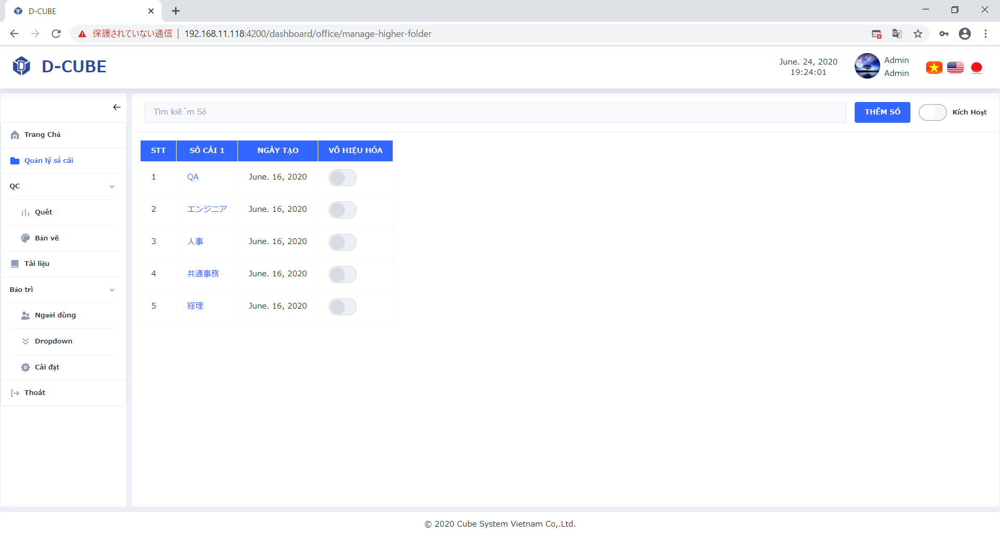 D-CUBE
保護されていない通信 | 192.168.11.118:4200/dashboard/office/manage-higher-folder
D-CUBE
June. 24, 2020
19:24:01
Admin
Admin
Trang Chủ
Quản lý sổ cái
QC
Quét
Bản vẽ
Tài liệu
Bảo trì
Người dùng
Dropdown
Cài đặt
Thoát
Tìm kiếm Sổ
THÊM SỔ
Kích Hoạt
STT SỔ CÁI 1 NGÀY TẠO VÔ HIỆU HÓA
1 QA June. 16, 2020
2 エンジニア June. 16, 2020
3 人事 June. 16, 2020
4 共通事務 June. 16, 2020
5 経理 June. 16, 2020
© 2020 Cube System Vietnam Co,.Ltd.